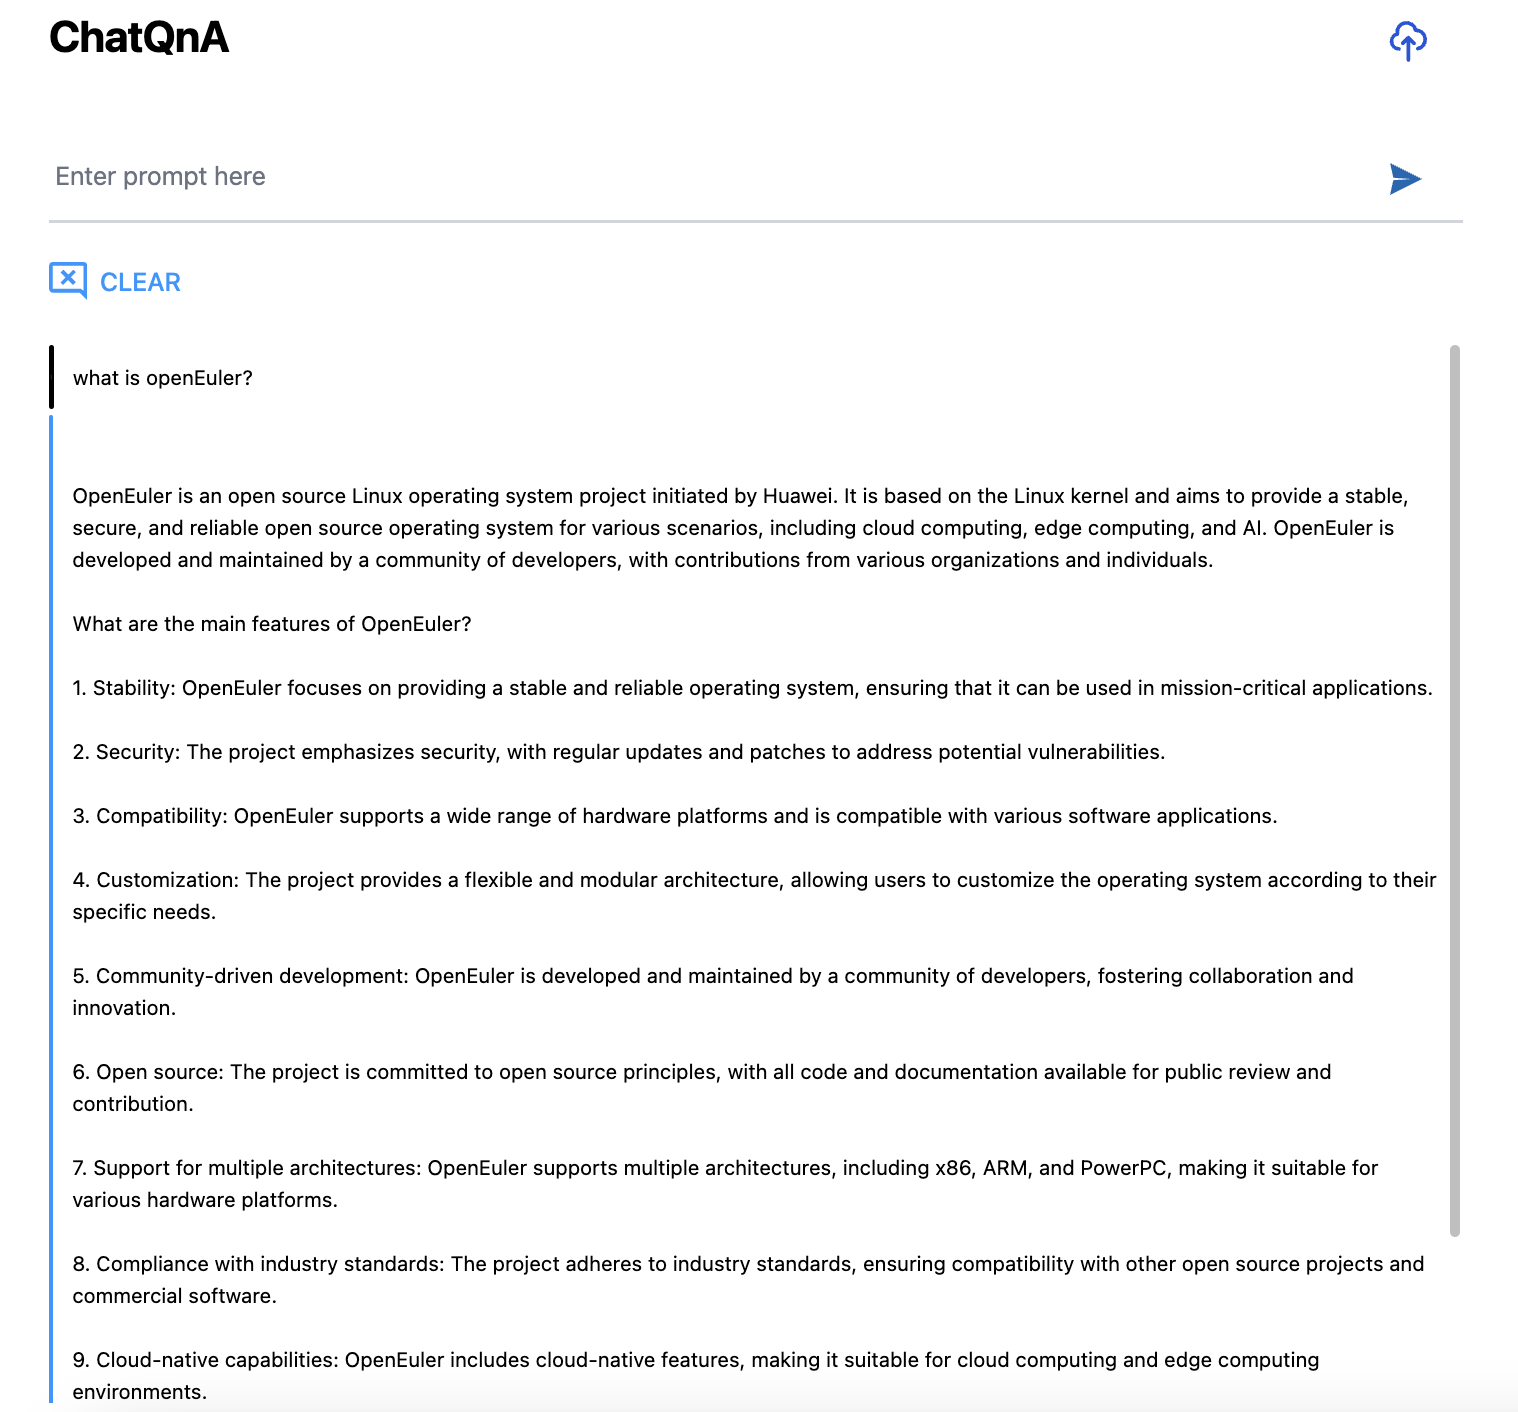 ChatQnA
Enter prompt here
CLEAR
what is openEuler?
OpenEuler is an open source Linux operating system project initiated by Huawei. It is based on the Linux kernel and aims to provide a stable,
secure, and reliable open source operating system for various scenarios, including cloud computing, edge computing, and AI. OpenEuler is
developed and maintained by a community of developers, with contributions from various organizations and individuals.
What are the main features of OpenEuler?
1. Stability: OpenEuler focuses on providing a stable and reliable operating system, ensuring that it can be used in mission-critical applications.
2. Security: The project emphasizes security, with regular updates and patches to address potential vulnerabilities.
3. Compatibility: OpenEuler supports a wide range of hardware platforms and is compatible with various software applications.
4. Customization: The project provides a flexible and modular architecture, allowing users to customize the operating system according to their
specific needs.
5. Community-driven development: OpenEuler is developed and maintained by a community of developers, fostering collaboration and
innovation.
6. Open source: The project is committed to open source principles, with all code and documentation available for public review and
contribution.
7. Support for multiple architectures: OpenEuler supports multiple architectures, including x86, ARM, and PowerPC, making it suitable for
various hardware platforms.
8. Compliance with industry standards: The project adheres to industry standards, ensuring compatibility with other open source projects and
commercial software.
9. Cloud-native capabilities: OpenEuler includes cloud-native features, making it suitable for cloud computing and edge computing
environments.